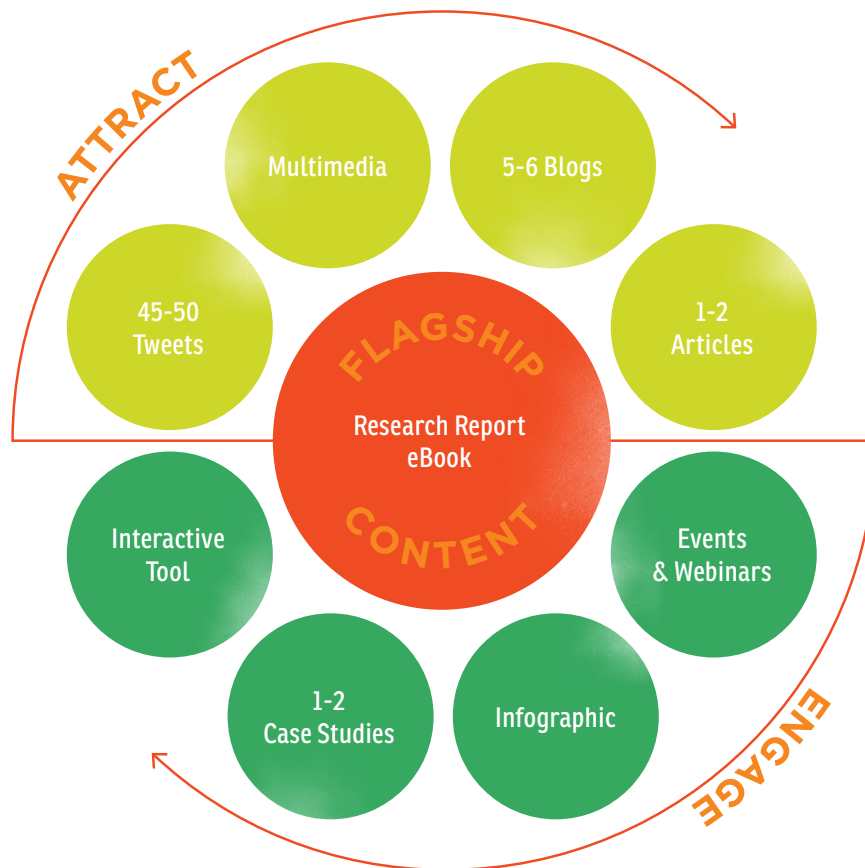 ATTRACT
Multimedia
5-6 Blogs
45-50
Tweets
1-2
Articles
FLAGSHIP
Research Report
eBook
CONTENT
Interactive
Tool
Events
& Webinars
1-2
Case Studies
Infographic
ENGAGE